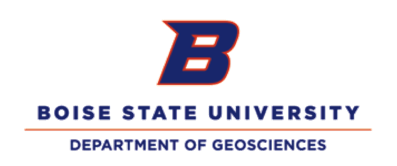 B
BOISE STATE UNIVERSITY
DEPARTMENT OF GEOSCIENCES